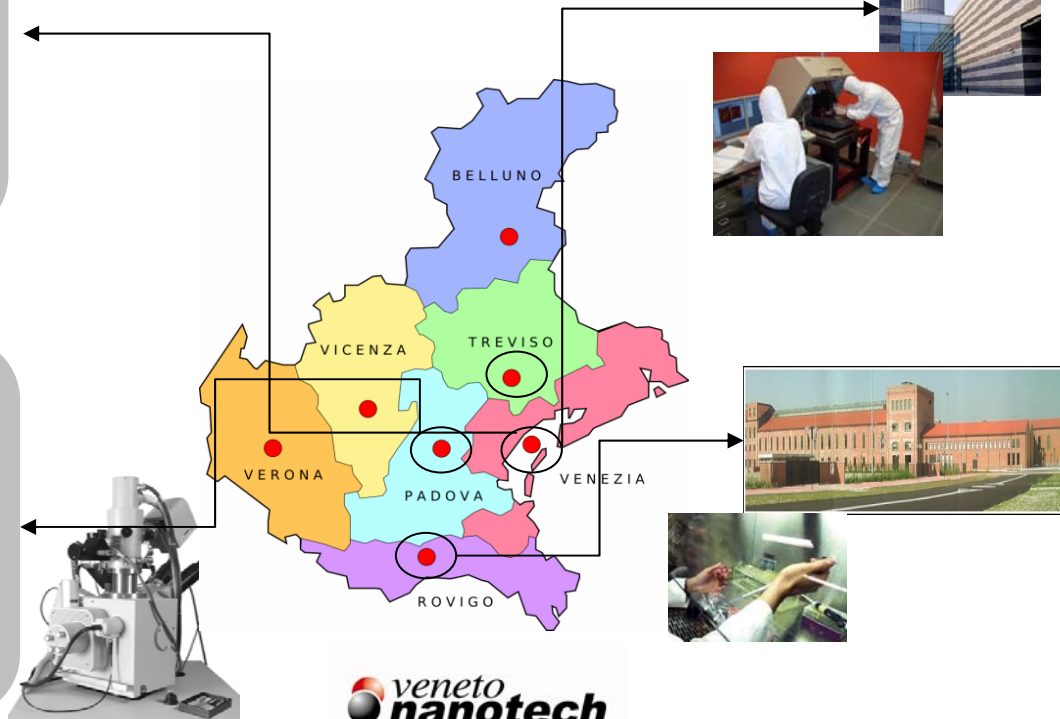 BELLUNO
TREVISO
VICENZA
VERONA
VENEZIA
PADOVA
ROVIGO
veneto
nanotech